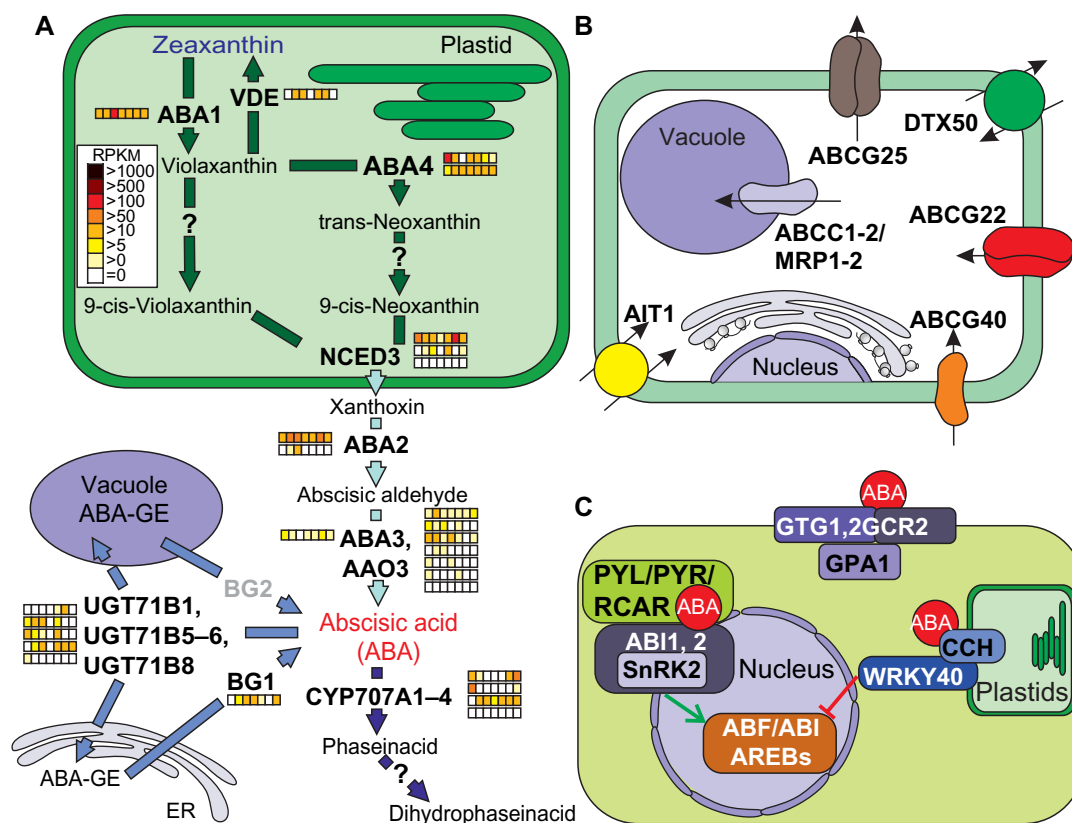 A
Zeaxanthin
Plastid
VDE
ABA1
RPKM
>1000
>500
>100
>50
>10
>5
>0
=0
Violaxanthin
ABA4
?
trans-Neoxanthin
?
9-cis-Violaxanthin
9-cis-Neoxanthin
NCED3
Xanthoxin
ABA2
Abscisic aldehyde
ABA3,
AAO3
Vacuole
ABA-GE
BG2
UGT71B1,
UGT71B5–6,
UGT71B8
Abscisic acid
(ABA)
BG1
CYP707A1–4
Phaseinacid
?
Dihydrophaseinacid
ABA-GE
ER
B
ABCG25
DTX50
Vacuole
ABCC1-2/
MRP1-2
ABCG22
AIT1
ABCG40
Nucleus
C
ABA
GTG1,2GCR2
GPA1
PYL/PYR/
RCAR
ABA
ABI1, 2
SnRK2
Nucleus
ABA
CCH
WRKY40
Plastids
ABF/ABI
AREBs